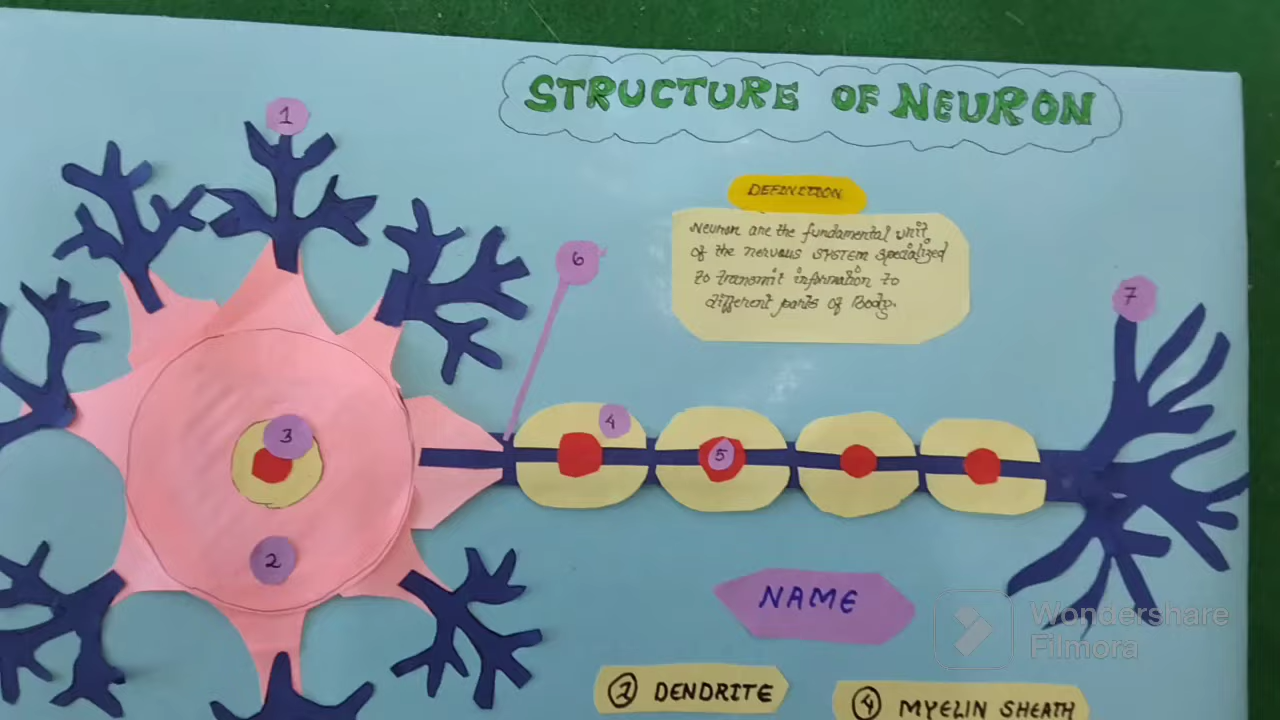 STRUCTURE OF NEURON
1
DEFINITION
Neuron are the fundamental unit
of the nervous system specialized
to transmit information to
different parts of Body.
6
7
3
4
5
2
NAME
Wondershare
Filmora
1 DENDRITE
4 MYELIN SHEATH